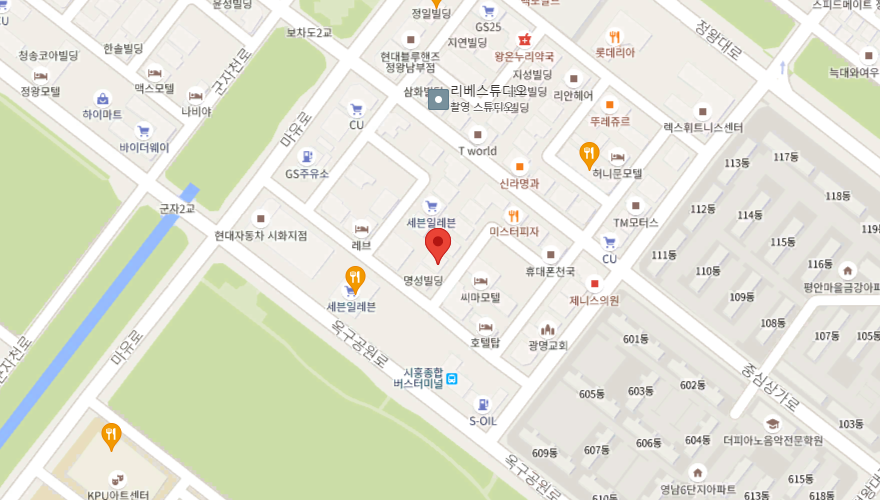 윤성빌딩
정일빌딩
GS25
CU
보차도2교
지연빌딩
롯데리아
정왕대로
청송코아빌딩
한솔빌딩
현대블루핸즈
정왕남부점
왕온누리약국
지성빌딩
늑대와여우
정왕모텔
액스모텔
군자천로
삼화빌딩
리베스튜디오
촬영 스튜디오
리안헤어
하이마트
나비야
뚜레쥬르
렉스휘트니스센터
바이더웨이
CU
마유로
T world
GS주유소
신라명과
허니문모텔
113동
117동
118동
군자2교
세븐일레븐
112동
114동
TM모터스
현대자동차 시화지점
레브
미스터피자
CU
111동
110동
116동
명성빌딩
휴대폰천국
평안마을금강아파
세븐일레븐
씨마모텔
제니스의원
109동
108동
옥구공원로
호텔탑
광명교회
601동
107동
마유로
시흥종합
버스터미널
중심상가로
605동
603동
602동
S-OIL
103동
더피아노음악전문학원
607동
606동
604동
609동
옥구공원로
영남6단지아파트
KPU아트센터
613동
615동
610동
618동